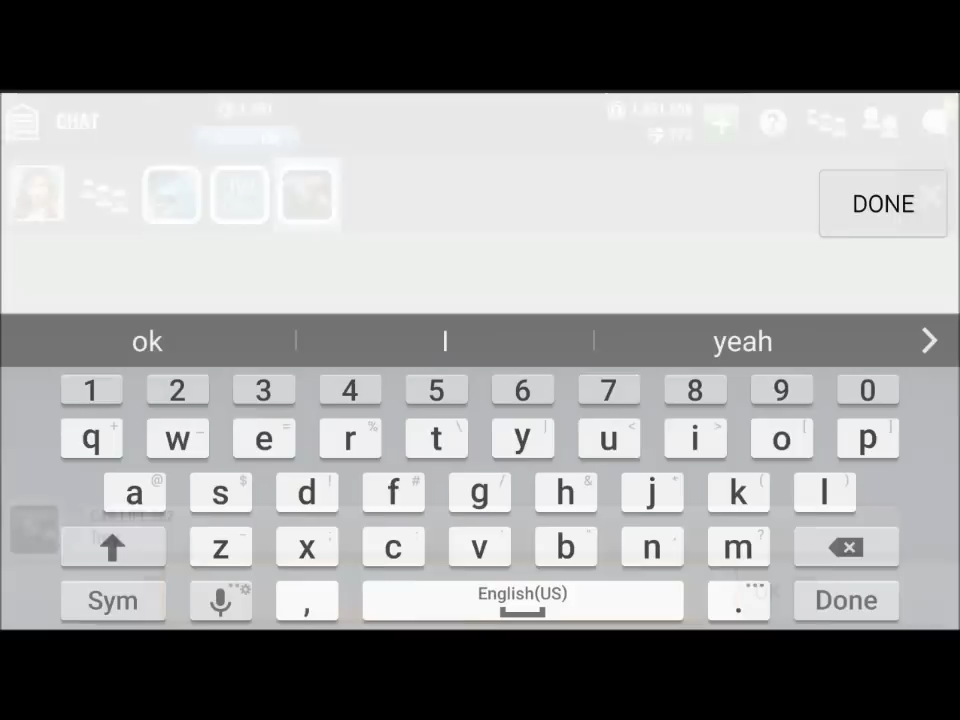 CHAT
DONE
ok I yeah
1 2 3 4 5 6 7 8 9 0
q + w _ e = r % t \ y | u < i > o [ p ]
a @ s $ d ! f # g / h & j * k ( l )
z - x ; c : v ' b " n , m ?
Sym , English(US) . Done